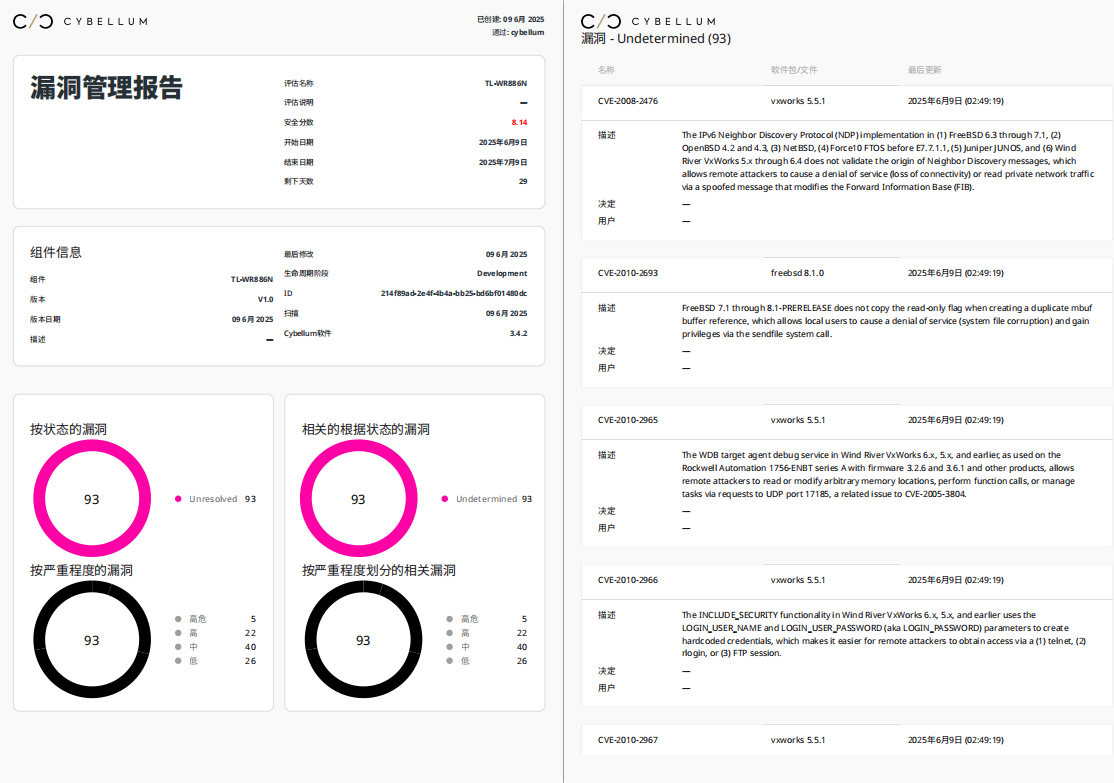 CYBELLUM
已创建: 09 6月 2025
通过: cybellum
漏洞管理报告
评估名称 TL-WR886N
评估说明 —
安全分数 8.14
开始日期 2025年6月9日
结束日期 2025年7月9日
剩下天数 29
组件信息
组件 TL-WR886N
版本 V1.0
版本日期 09 6月 2025
描述 —
最后修改 09 6月 2025
生命周期阶段 Development
ID 214f89ad-2e4f-4b4a-bb25-bd6bf01480dc
扫描 09 6月 2025
Cybellum软件 3.4.2
按状态的漏洞
93
Unresolved 93
按严重程度的漏洞
93
高危 5
高 22
中 40
低 26
相关的根据状态的漏洞
93
Undetermined 93
按严重程度划分的相关漏洞
93
高危 5
高 22
中 40
低 26
CYBELLUM
漏洞 - Undetermined (93)
名称 软件包/文件 最后更新
CVE-2008-2476 vxworks 5.5.1 2025年6月9日 (02:49:19)
描述 The IPv6 Neighbor Discovery Protocol (NDP) implementation in (1) FreeBSD 6.3 through 7.1, (2)
OpenBSD 4.2 and 4.3, (3) NetBSD, (4) Force10 FTOS before E7.7.1.1, (5) Juniper JUNOS, and (6) Wind
River VxWorks 5.x through 6.4 does not validate the origin of Neighbor Discovery messages, which
allows remote attackers to cause a denial of service (loss of connectivity) or read private network traffic
via a spoofed message that modifies the Forward Information Base (FIB).
决定 —
用户 —
CVE-2010-2693 freebsd 8.1.0 2025年6月9日 (02:49:19)
描述 FreeBSD 7.1 through 8.1-PRERELEASE does not copy the read-only flag when creating a duplicate mbuf
buffer reference, which allows local users to cause a denial of service (system file corruption) and gain
privileges via the sendfile system call.
决定 —
用户 —
CVE-2010-2965 vxworks 5.5.1 2025年6月9日 (02:49:19)
描述 The WDB target agent debug service in Wind River VxWorks 6.x, 5.x, and earlier, as used on the
Rockwell Automation 1756-ENBT series A with firmware 3.2.6 and 3.6.1 and other products, allows
remote attackers to read or modify arbitrary memory locations, perform function calls, or manage
tasks via requests to UDP port 17185, a related issue to CVE-2005-3804.
决定 —
用户 —
CVE-2010-2966 vxworks 5.5.1 2025年6月9日 (02:49:19)
描述 The INCLUDE_SECURITY functionality in Wind River VxWorks 6.x, 5.x, and earlier uses the
LOGIN_USER_NAME and LOGIN_USER_PASSWORD (aka LOGIN_PASSWORD) parameters to create
hardcoded credentials, which makes it easier for remote attackers to obtain access via a (1) telnet, (2)
rlogin, or (3) FTP session.
决定 —
用户 —
CVE-2010-2967 vxworks 5.5.1 2025年6月9日 (02:49:19)